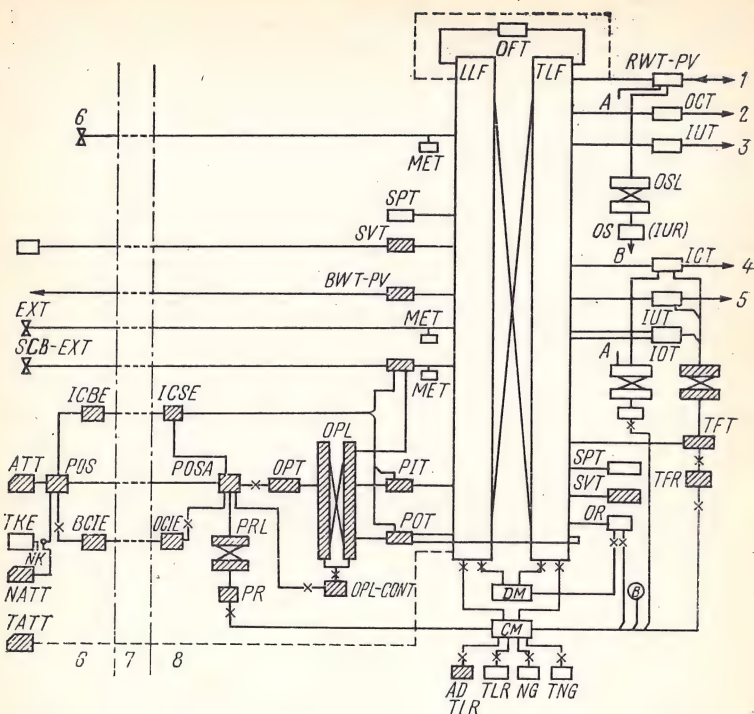 OFT
RWT-PV
LLF
TLF
1
A
6
OCT
2
IUT
3
MET
OSL
SPT
OS
(IUR)
SVT
B
ICT
4
BWT-PV
5
EXT
MET
IUT
SCB-EXT
IOT
A
MET
ICBE
ICSE
OPL
TFT
ATT
POS
POSA
OPT
PIT
SPT
TFR
SVT
TKE
BCIE
OCIE
PRL
POT
OR
NK
NATT
PR
OPL-CONT
DM
B
TATT
CM
6
7
8
AD
TLR
TLR
NG
TNG